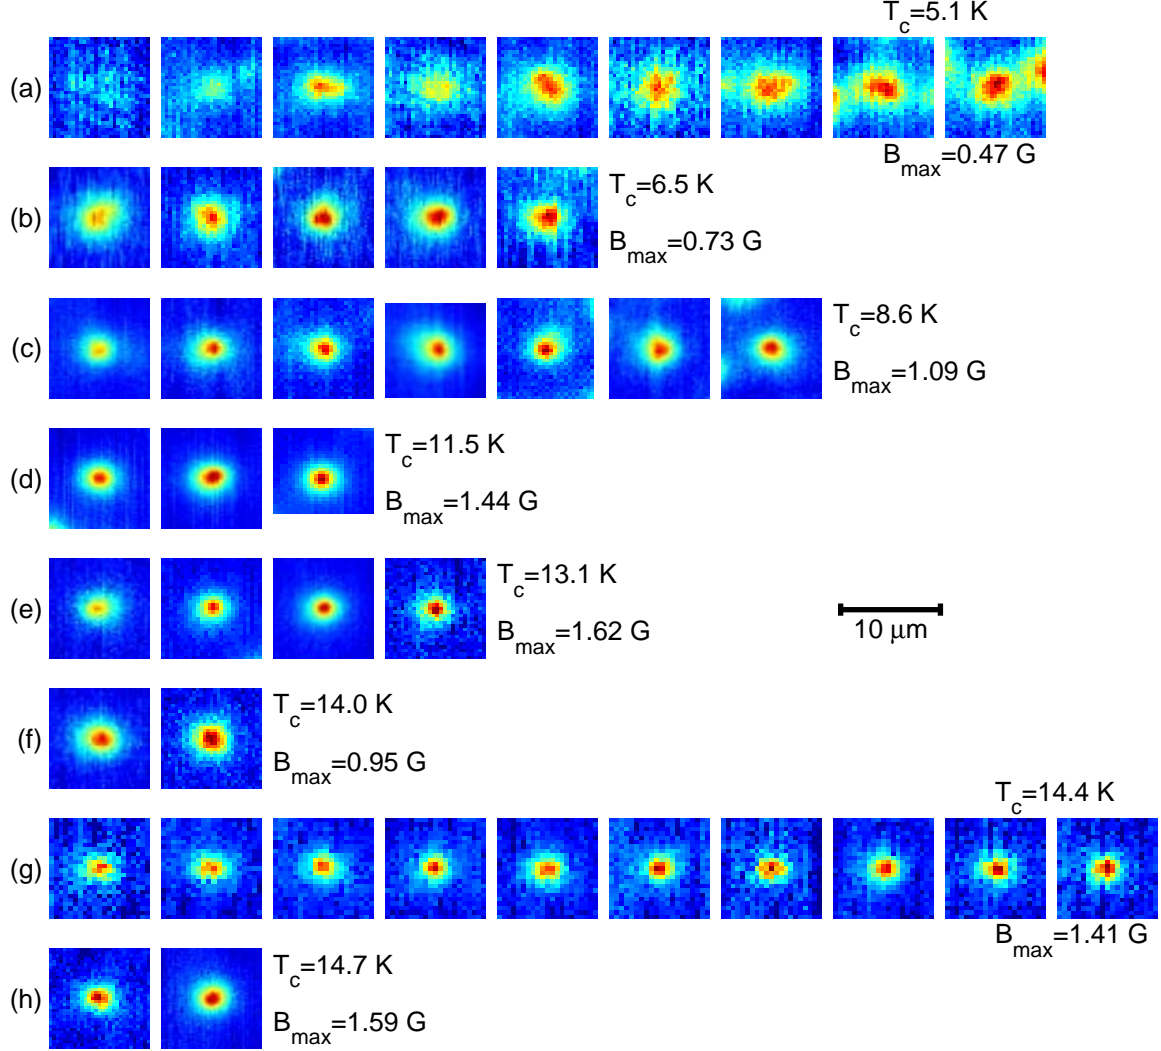 T_c=5.1 K
(a)
B_max=0.47 G
(b)
T_c=6.5 K
B_max=0.73 G
(c)
T_c=8.6 K
B_max=1.09 G
(d)
T_c=11.5 K
B_max=1.44 G
(e)
T_c=13.1 K
B_max=1.62 G
10 μm
(f)
T_c=14.0 K
B_max=0.95 G
T_c=14.4 K
(g)
B_max=1.41 G
(h)
T_c=14.7 K
B_max=1.59 G